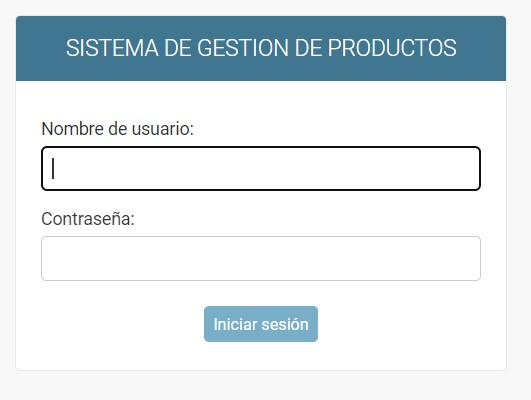 SISTEMA DE GESTION DE PRODUCTOS
Nombre de usuario:
Contraseña:
Iniciar sesión